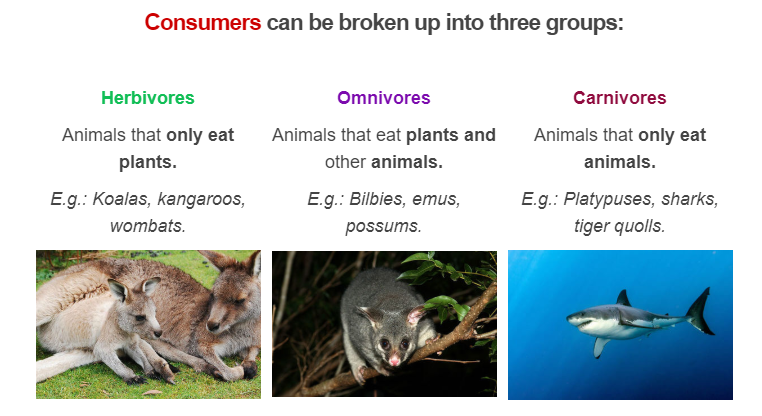 Consumers can be broken up into three groups:
Herbivores
Animals that only eat
plants.
E.g.: Koalas, kangaroos,
wombats.
Omnivores
Animals that eat plants and
other animals.
E.g.: Bilbies, emus,
possums.
Carnivores
Animals that only eat
animals.
E.g.: Platypuses, sharks,
tiger quolls.